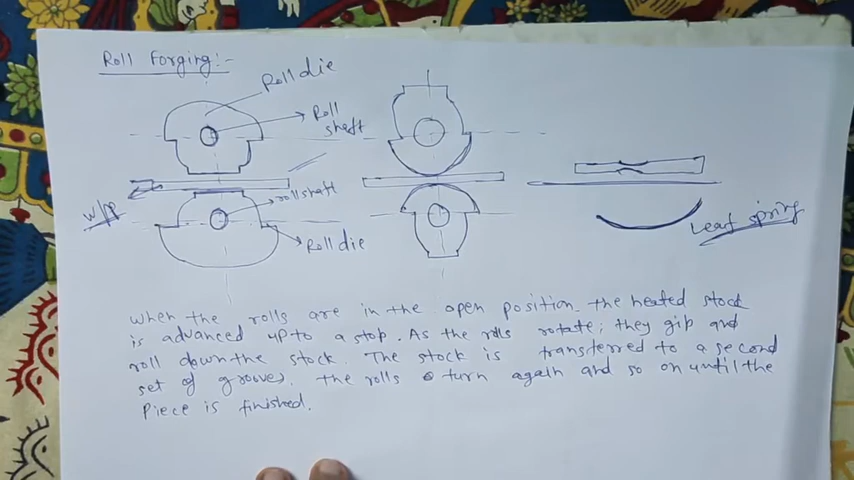 Roll Forging:-
Roll die
Roll shaft
w/p
roll shaft
Roll die
Leaf spring
when the rolls are in the open position. the heated stock
is advanced upto a stop. As the rolls rotate; they gip and
roll down the stock. The stock is transferred to a second
set of grooves. the rolls turn again and so on until the
piece is finished.